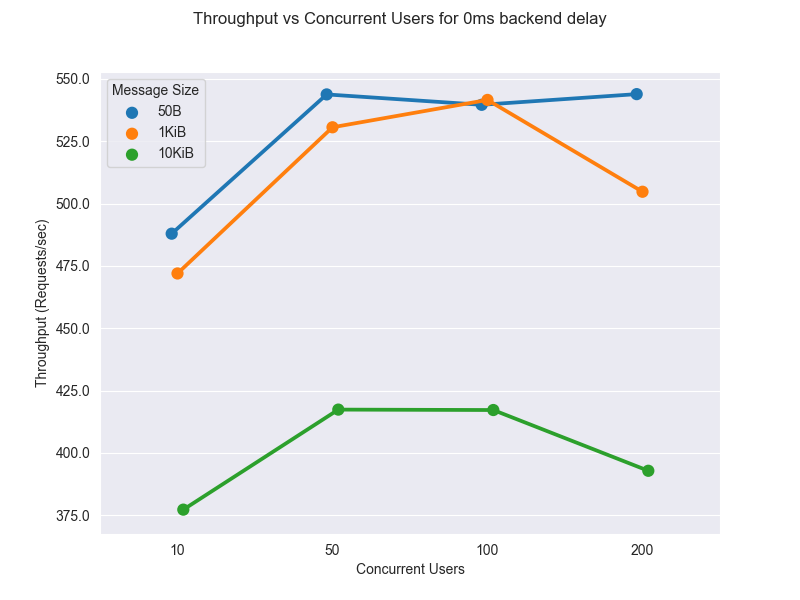 Throughput vs Concurrent Users for 0ms backend delay
Message Size
50B
1KiB
10KiB
Throughput (Requests/sec)
550.0
525.0
500.0
475.0
450.0
425.0
400.0
375.0
10
50
100
200
Concurrent Users